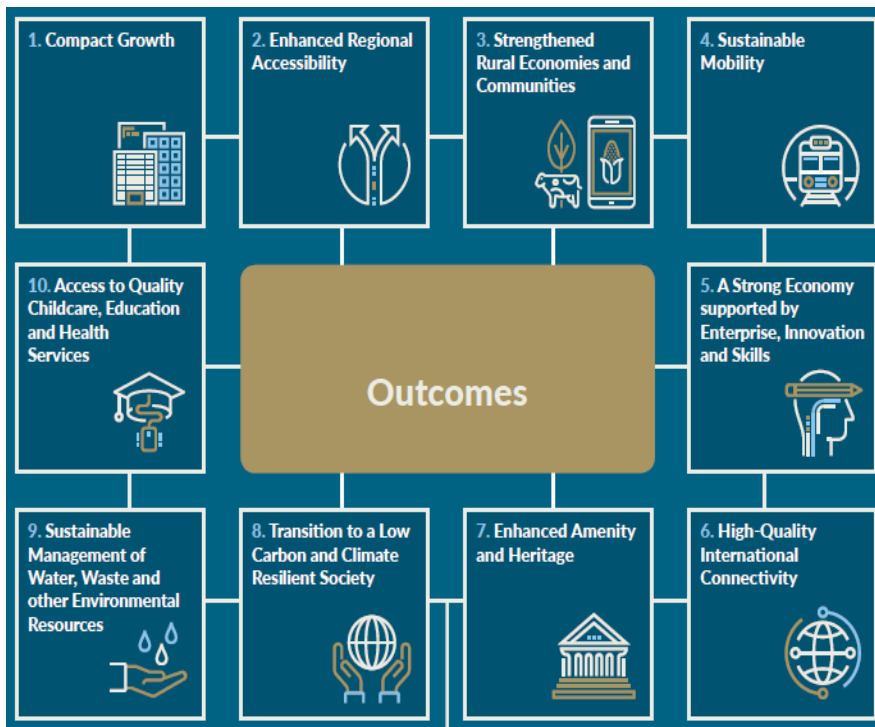 1. Compact Growth
2. Enhanced Regional
Accessibility
3. Strengthened
Rural Economies and
Communities
4. Sustainable
Mobility
10. Access to Quality
Childcare, Education
and Health
Services
Outcomes
5. A Strong Economy
supported by
Enterprise, Innovation
and Skills
9. Sustainable
Management of
Water, Waste and
other Environmental
Resources
8. Transition to a Low
Carbon and Climate
Resilient Society
7. Enhanced Amenity
and Heritage
6. High-Quality
International
Connectivity